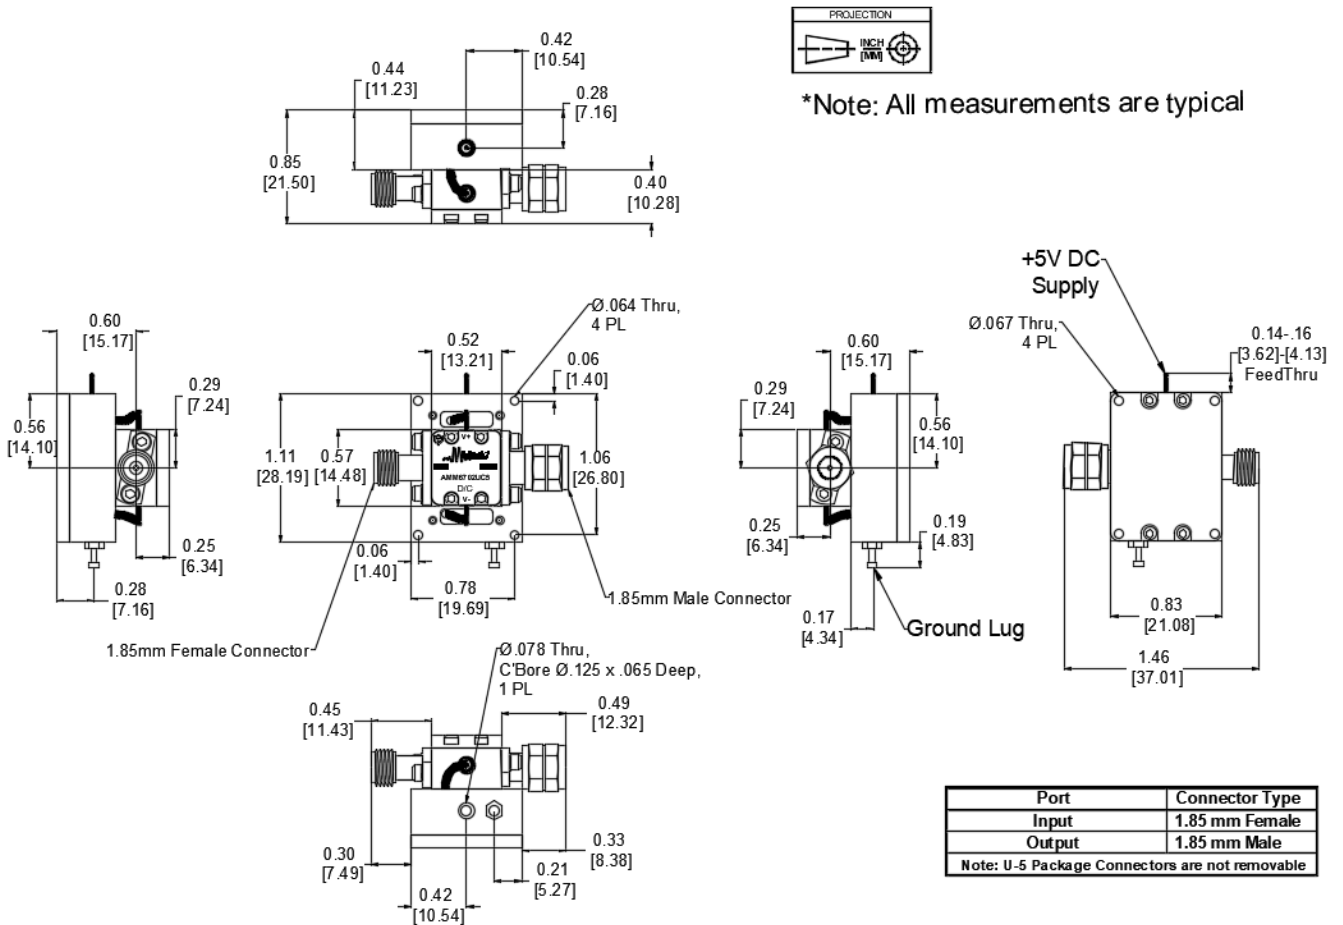 PROJECTION
INCH
[MM]
*Note: All measurements are typical
0.42
[10.54]
0.44
[11.23]
0.28
[7.16]
0.85
[21.50]
0.40
[10.28]
+5V DC
Supply
Ø.064 Thru,
4 PL
0.60
[15.17]
0.52
[13.21]
0.06
[1.40]
0.29
[7.24]
0.56
[14.10]
1.11
[28.19]
0.57
[14.48]
1.06
[26.80]
V+
AMM6702UC5
D/C
V-
0.25
[6.34]
0.28
[7.16]
0.06
[1.40]
0.78
[19.69]
1.85mm Male Connector
1.85mm Female Connector
0.60
[15.17]
0.29
[7.24]
0.56
[14.10]
0.25
[6.34]
0.19
[4.83]
0.17
[4.34]
Ground Lug
Ø.067 Thru,
4 PL
0.14-.16
[3.62]-[4.13]
FeedThru
0.83
[21.08]
1.46
[37.01]
Ø.078 Thru,
C'Bore Ø.125 x .065 Deep,
1 PL
0.45
[11.43]
0.49
[12.32]
0.30
[7.49]
0.33
[8.38]
0.21
[5.27]
0.42
[10.54]
Port Connector Type
Input 1.85 mm Female
Output 1.85 mm Male
Note: U-5 Package Connectors are not removable